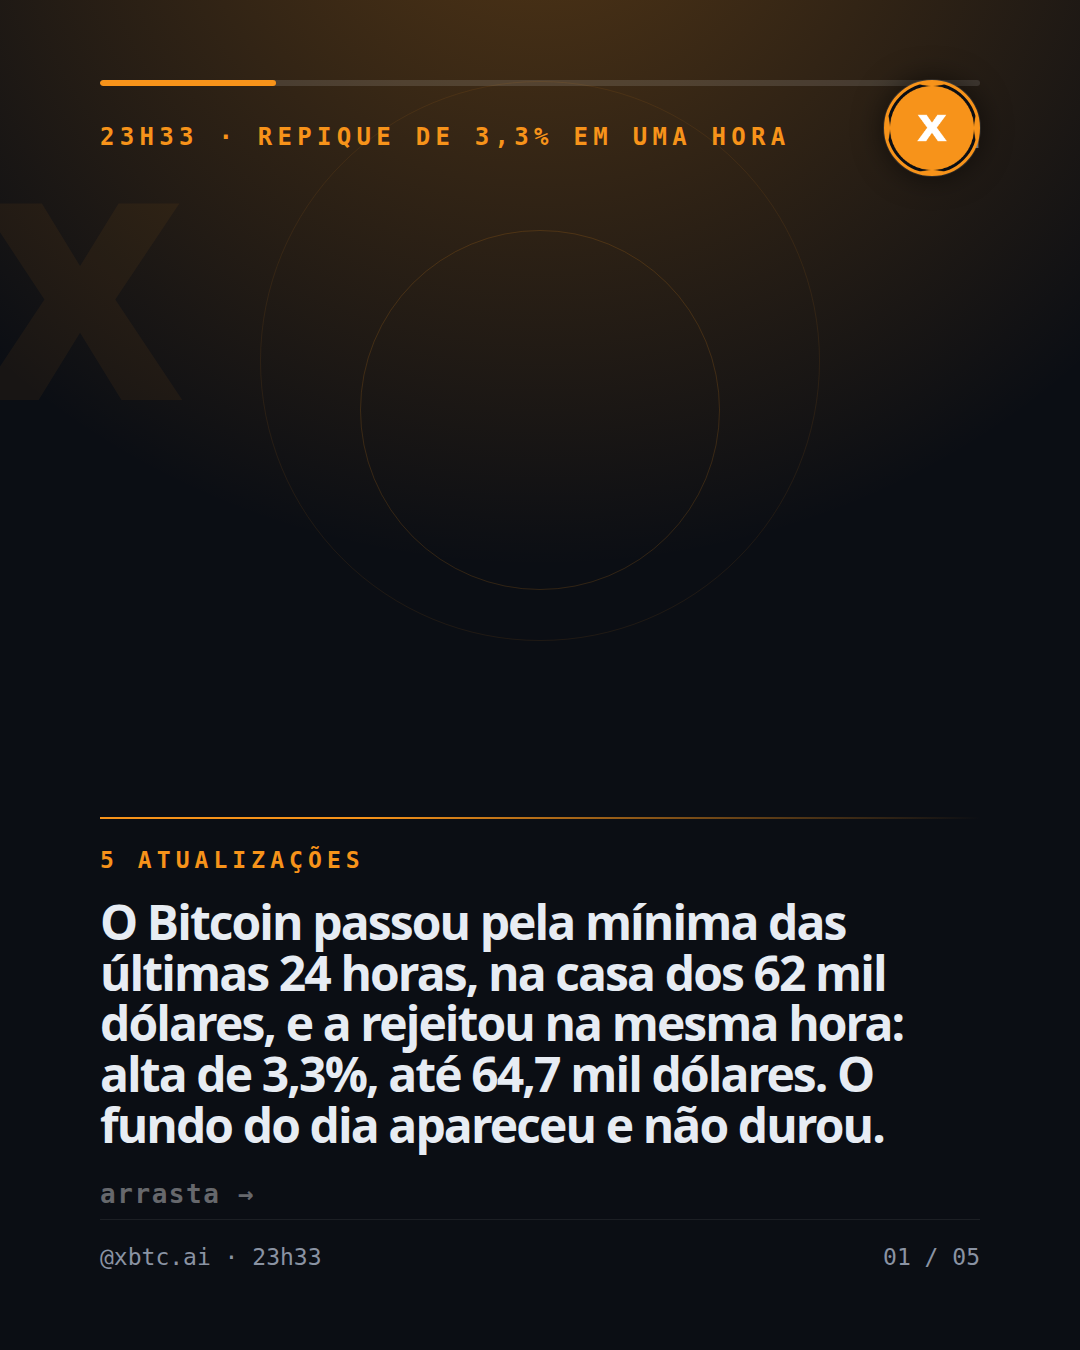 23H33 · REPIQUE DE 3,3% EM UMA HORA
X
X
5 ATUALIZAÇÕES
O Bitcoin passou pela mínima das
últimas 24 horas, na casa dos 62 mil
dólares, e a rejeitou na mesma hora:
alta de 3,3%, até 64,7 mil dólares. O
fundo do dia apareceu e não durou.
arrasta →
@xbtc.ai · 23h33
01 / 05